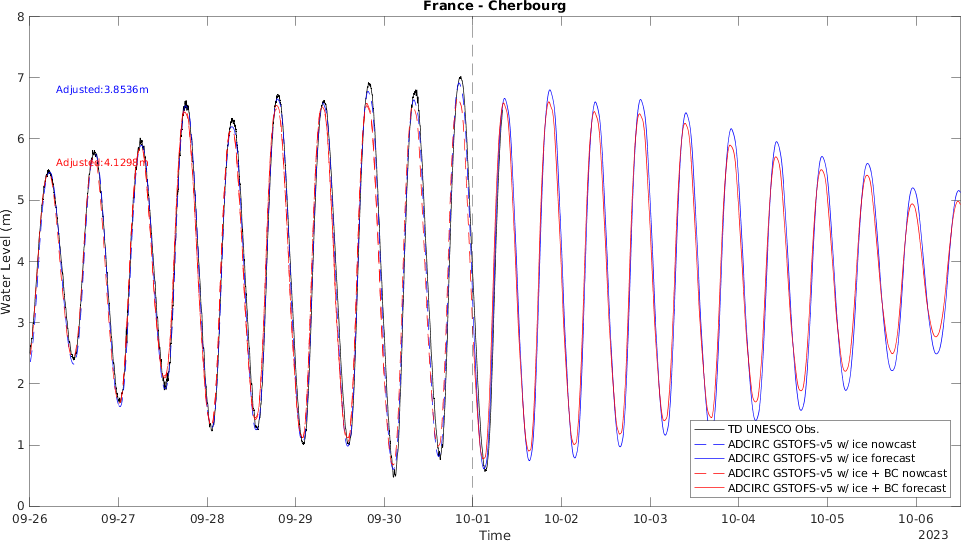 France - Cherbourg
8
7
6
5
4
3
2
1
0
Water Level (m)
Adjusted:3.8536m
Adjusted:4.1298m
TD UNESCO Obs.
ADCIRC GSTOFS-v5 w/ ice nowcast
ADCIRC GSTOFS-v5 w/ ice forecast
ADCIRC GSTOFS-v5 w/ ice + BC nowcast
ADCIRC GSTOFS-v5 w/ ice + BC forecast
09-26 09-27 09-28 09-29 09-30 10-01 10-02 10-03 10-04 10-05 10-06
Time
2023